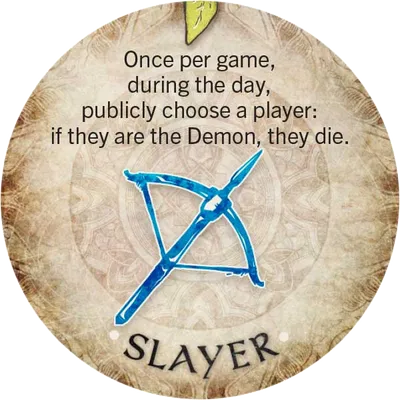 Once per game,
during the day,
publicly choose a player:
if they are the Demon, they die.
SLAYER